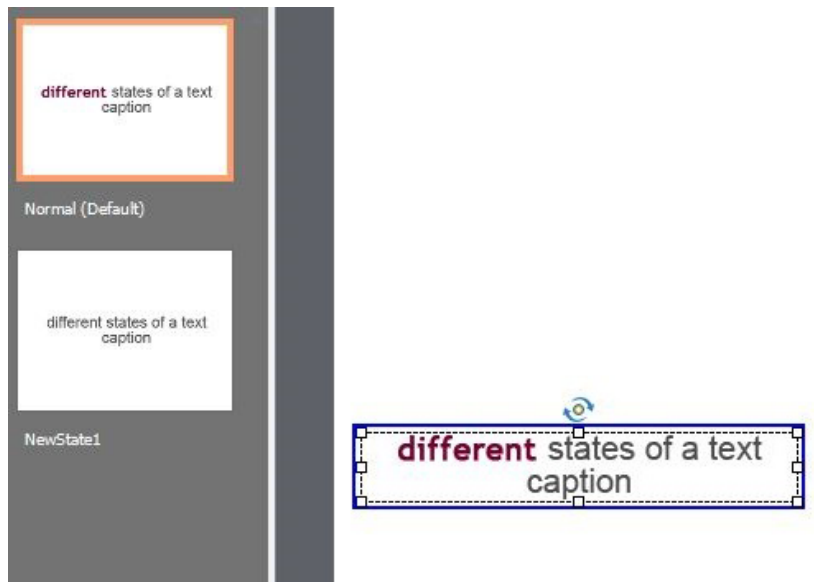 different states of a text
caption
Normal (Default)
different states of a text
caption
NewState1
different states of a text
caption